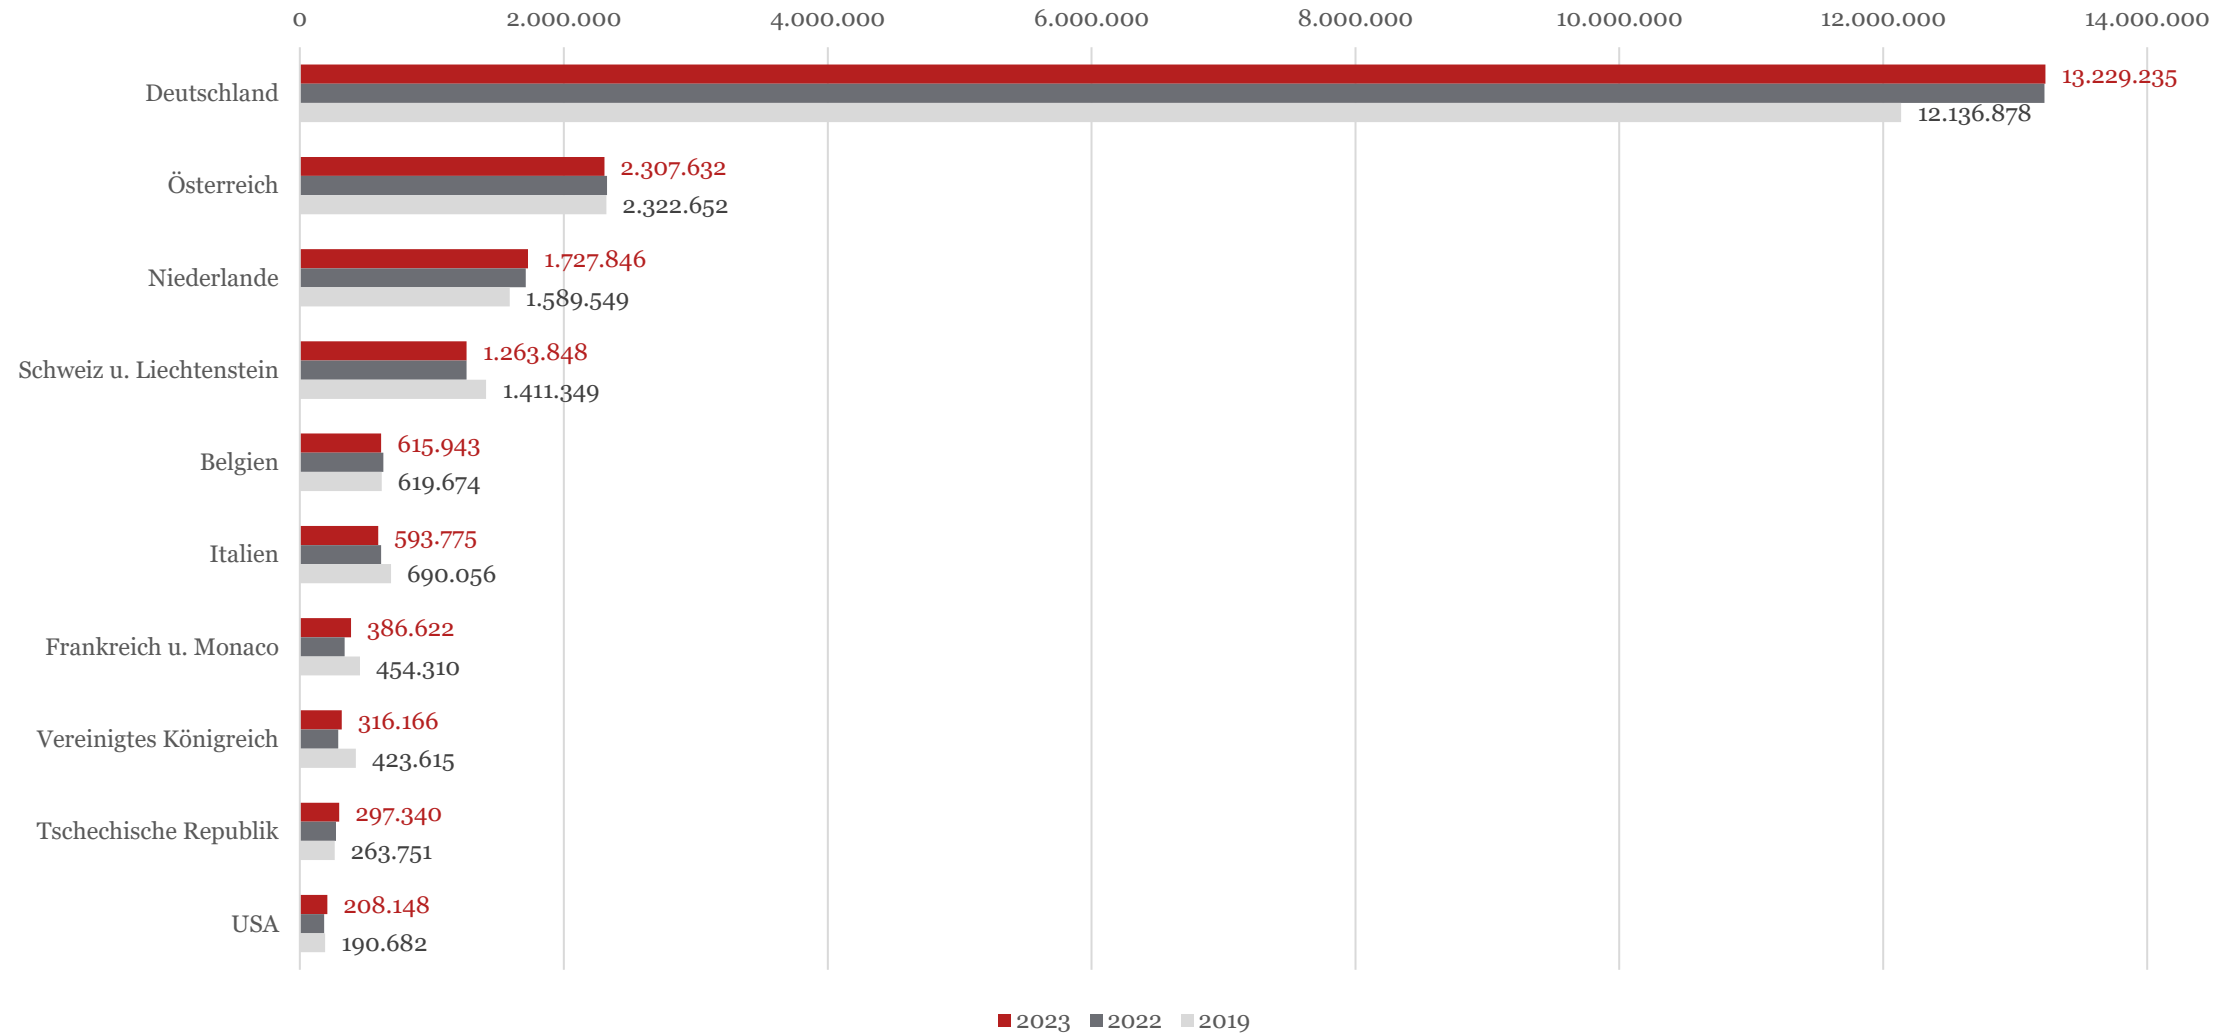 0 2.000.000 4.000.000 6.000.000 8.000.000 10.000.000 12.000.000 14.000.000
Deutschland 13.229.235
12.136.878
Österreich 2.307.632
2.322.652
Niederlande 1.727.846
1.589.549
Schweiz u. Liechtenstein 1.263.848
1.411.349
Belgien 615.943
619.674
Italien 593.775
690.056
Frankreich u. Monaco 386.622
454.310
Vereinigtes Königreich 316.166
423.615
Tschechische Republik 297.340
263.751
USA 208.148
190.682
2023 2022 2019